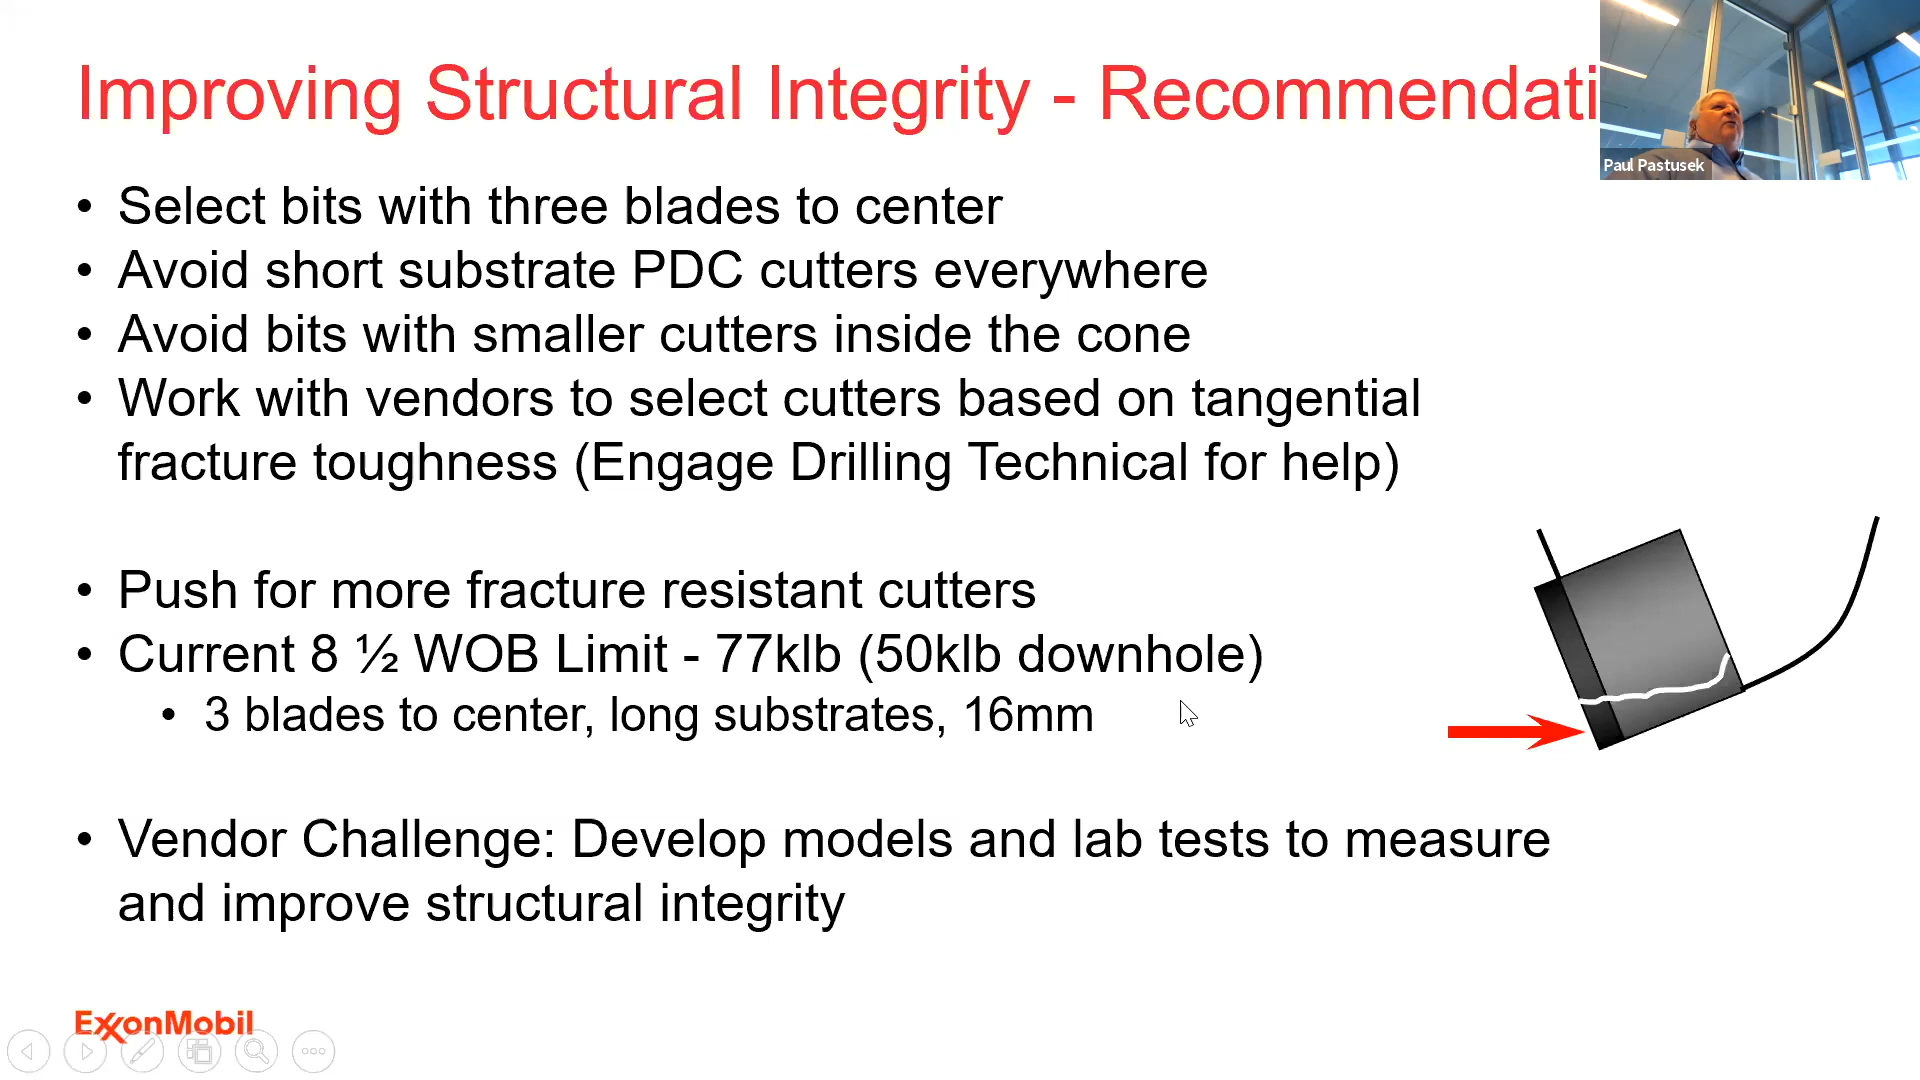 Improving Structural Integrity - Recommendati
Paul Pastusek
• Select bits with three blades to center
• Avoid short substrate PDC cutters everywhere
• Avoid bits with smaller cutters inside the cone
• Work with vendors to select cutters based on tangential
fracture toughness (Engage Drilling Technical for help)
• Push for more fracture resistant cutters
• Current 8 ½ WOB Limit - 77klb (50klb downhole)
• 3 blades to center, long substrates, 16mm
• Vendor Challenge: Develop models and lab tests to measure
and improve structural integrity
ExxonMobil